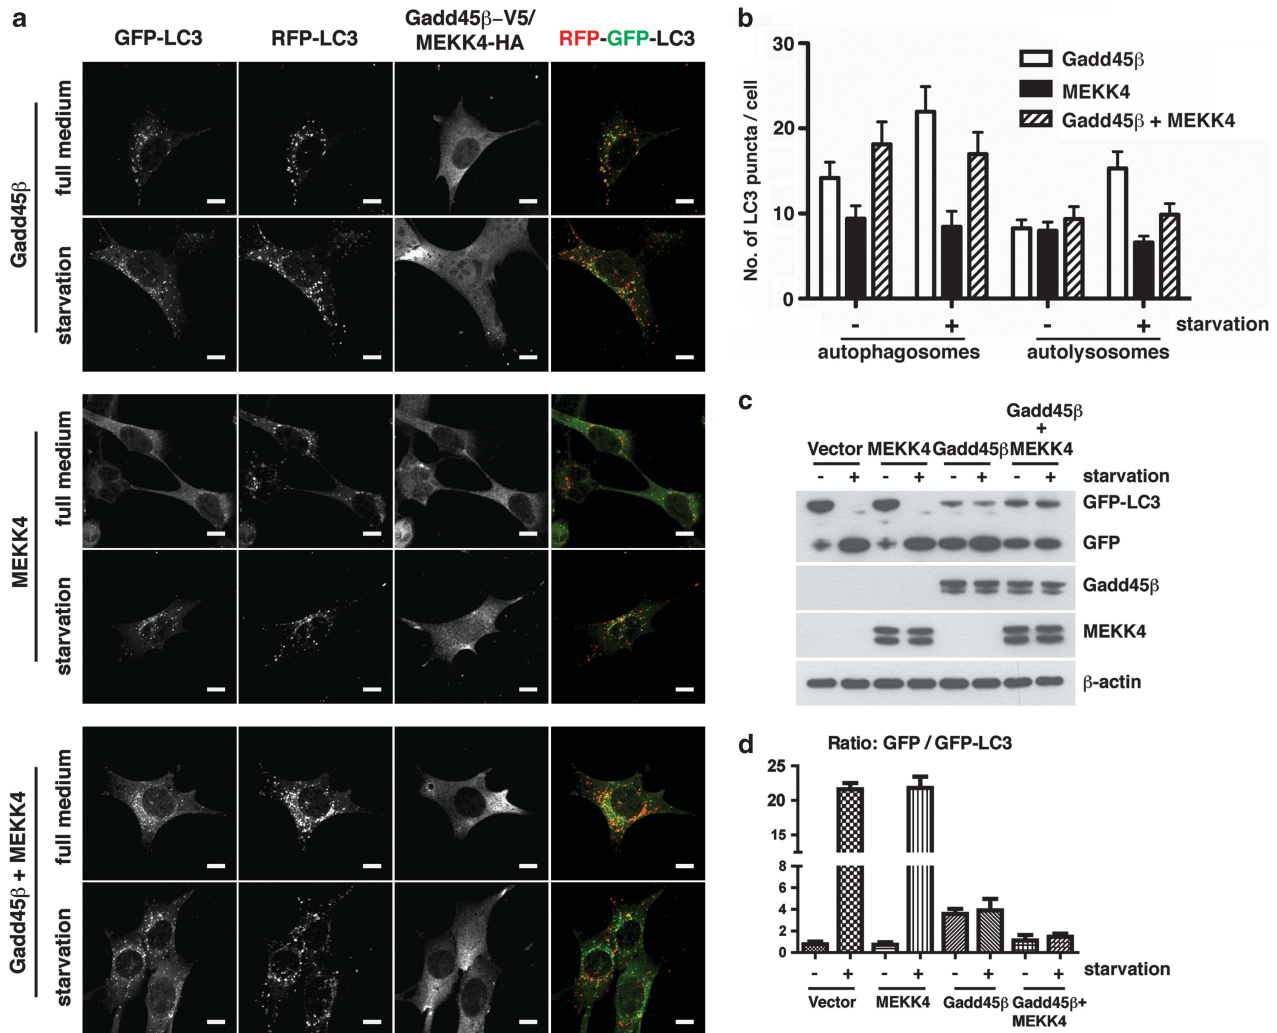 a
GFP-LC3
RFP-LC3
Gadd45β–V5/
MEKK4-HA
RFP-GFP-LC3
Gadd45β
full medium
starvation
MEKK4
full medium
starvation
Gadd45β + MEKK4
full medium
starvation
b
No. of LC3 puncta / cell
30
20
10
0
Gadd45β
MEKK4
Gadd45β + MEKK4
- + - + starvation
autophagosomes autolysosomes
c
Gadd45β
+
Vector MEKK4 Gadd45β MEKK4
- + - + - + - + starvation
GFP-LC3
GFP
Gadd45β
MEKK4
β-actin
d
Ratio: GFP / GFP-LC3
25
20
15
8
6
4
2
0
- + - + - + - + starvation
Vector MEKK4 Gadd45β Gadd45β+
MEKK4